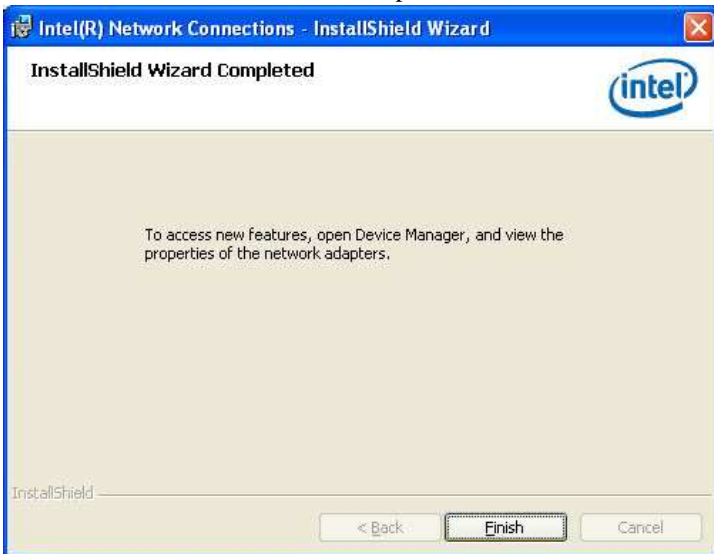 Intel(R) Network Connections - InstallShield Wizard
InstallShield Wizard Completed
intel
To access new features, open Device Manager, and view the
properties of the network adapters.
InstallShield
< Back
Finish
Cancel